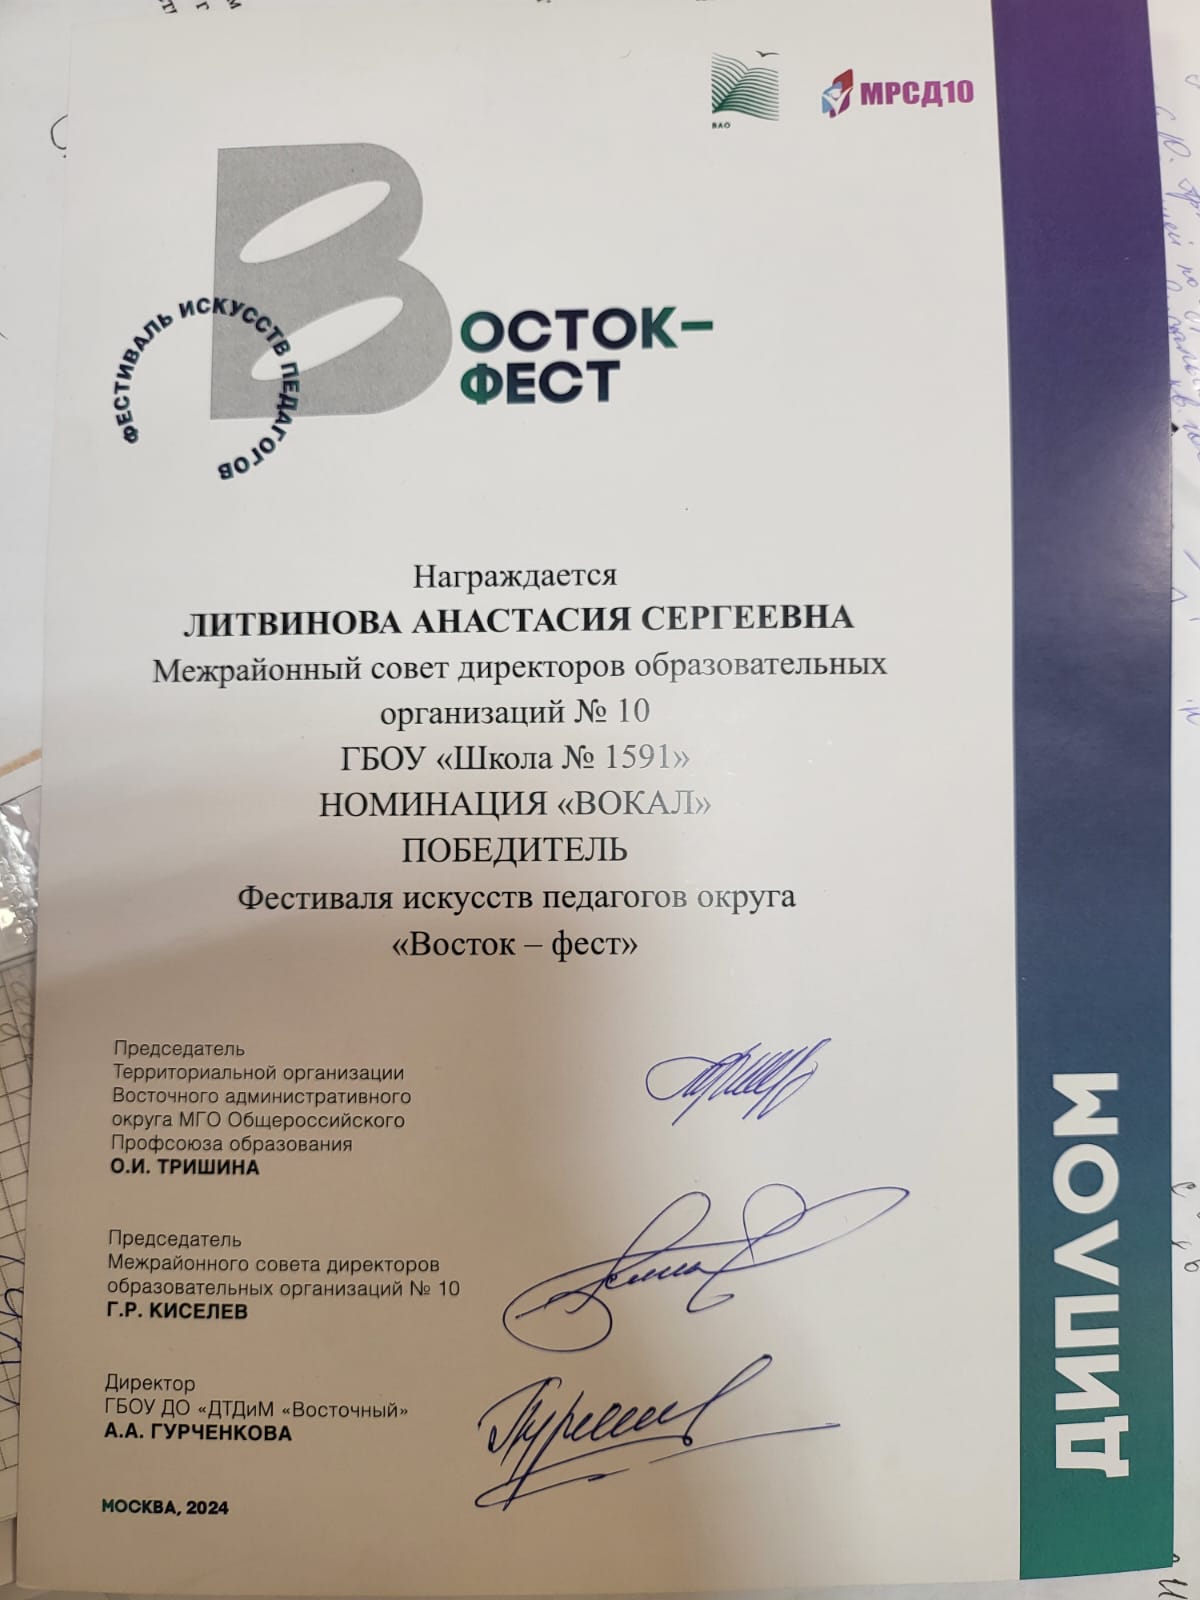 ВАО
МРСД10
ВОСТОК–
ФЕСТ
ФЕСТИВАЛЬ ИСКУССТВ ПЕДАГОГОВ
Награждается
ЛИТВИНОВА АНАСТАСИЯ СЕРГЕЕВНА
Межрайонный совет директоров образовательных
организаций № 10
ГБОУ «Школа № 1591»
НОМИНАЦИЯ «ВОКАЛ»
ПОБЕДИТЕЛЬ
Фестиваля искусств педагогов округа
«Восток – фест»
Председатель
Территориальной организации
Восточного административного
округа МГО Общероссийского
Профсоюза образования
О.И. ТРИШИНА
Председатель
Межрайонного совета директоров
образовательных организаций № 10
Г.Р. КИСЕЛЕВ
Директор
ГБОУ ДО «ДТДиМ «Восточный»
А.А. ГУРЧЕНКОВА
МОСКВА, 2024
ДИПЛОМ